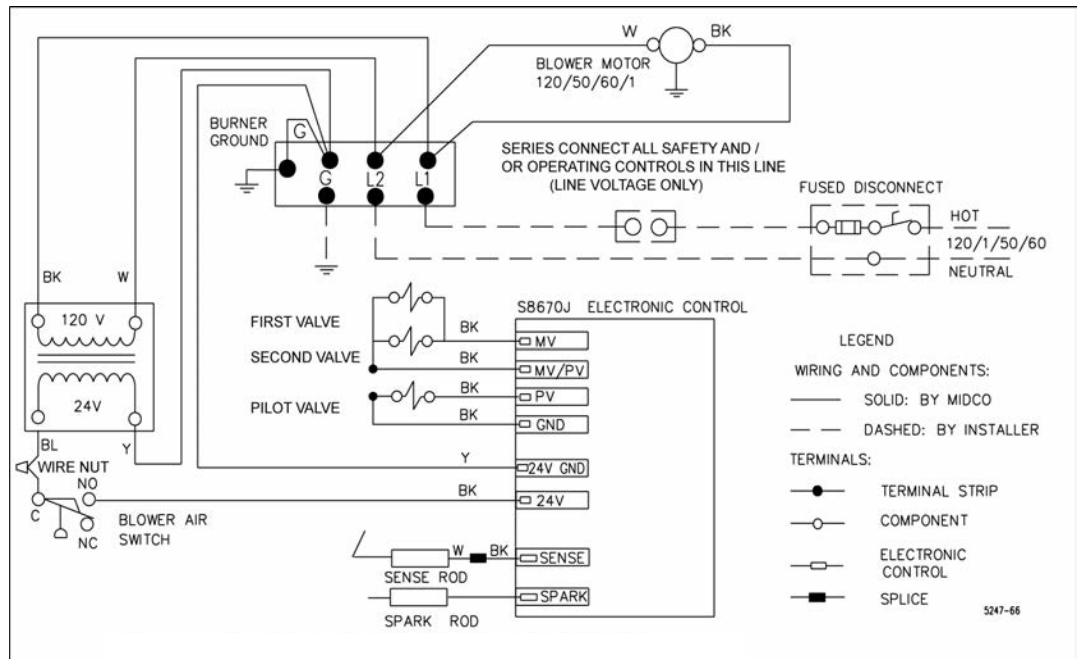 W
BK
BLOWER MOTOR
120/50/60/1
BURNER
GROUND
G
G
L2
L1
SERIES CONNECT ALL SAFETY AND /
OR OPERATING CONTROLS IN THIS LINE
(LINE VOLTAGE ONLY)
FUSED DISCONNECT
HOT
120/1/50/60
NEUTRAL
BK
W
120 V
24V
BL
Y
WIRE NUT
NO
C
NC
BLOWER AIR
SWITCH
S8670J ELECTRONIC CONTROL
FIRST VALVE
BK
MV
SECOND VALVE
BK
MV/PV
PILOT VALVE
BK
PV
BK
GND
Y
24V GND
BK
24V
W
BK
SENSE
SENSE ROD
SPARK
SPARK ROD
LEGEND
WIRING AND COMPONENTS:
SOLID: BY MIDCO
DASHED: BY INSTALLER
TERMINALS:
TERMINAL STRIP
COMPONENT
ELECTRONIC
CONTROL
SPLICE
5247-66